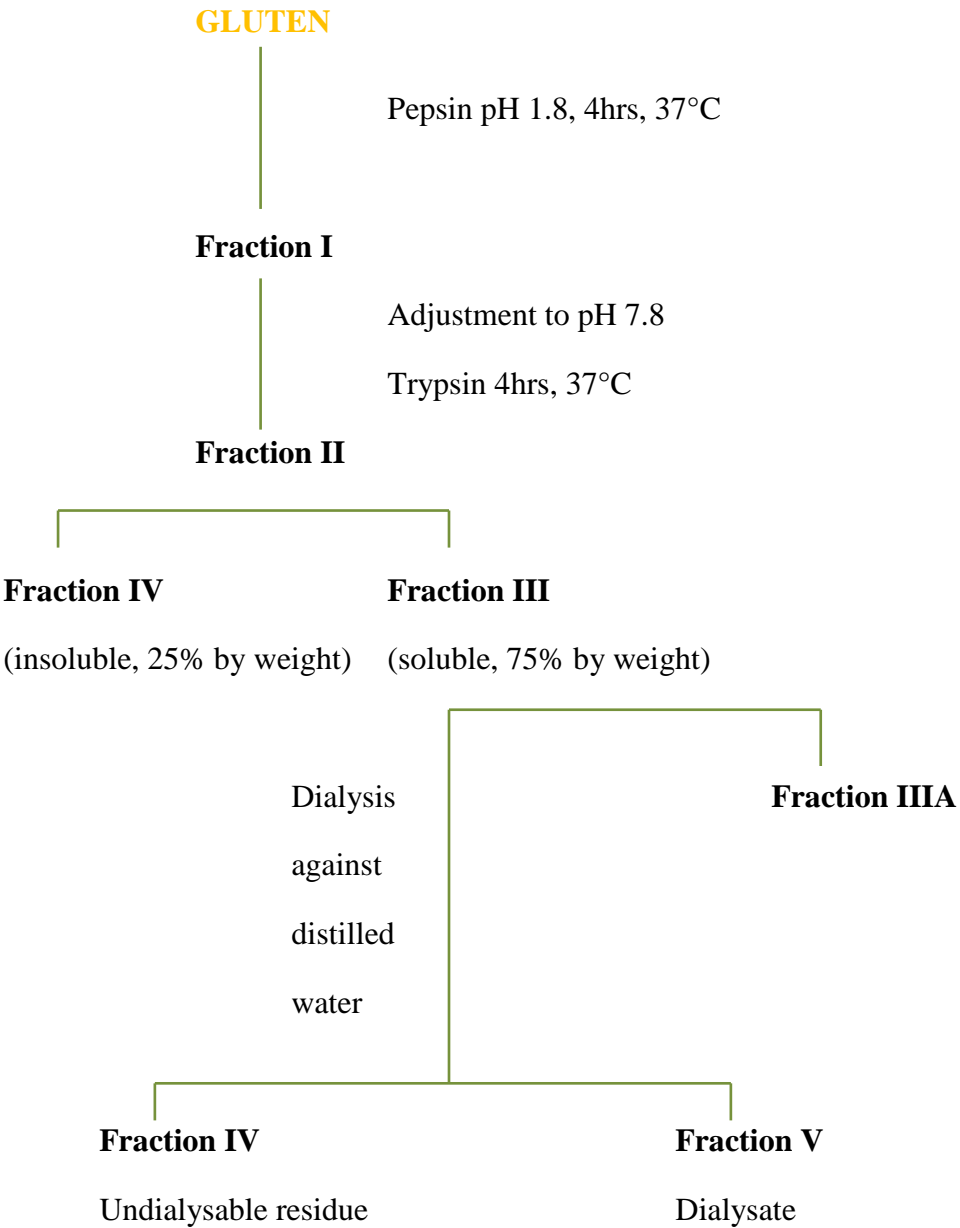 GLUTEN
Pepsin pH 1.8, 4hrs, 37°C
Fraction I
Adjustment to pH 7.8
Trypsin 4hrs, 37°C
Fraction II
Fraction IV
(insoluble, 25% by weight)
Fraction III
(soluble, 75% by weight)
Fraction IIIA
Dialysis
against
distilled
water
Fraction IV
Undialysable residue
Fraction V
Dialysate